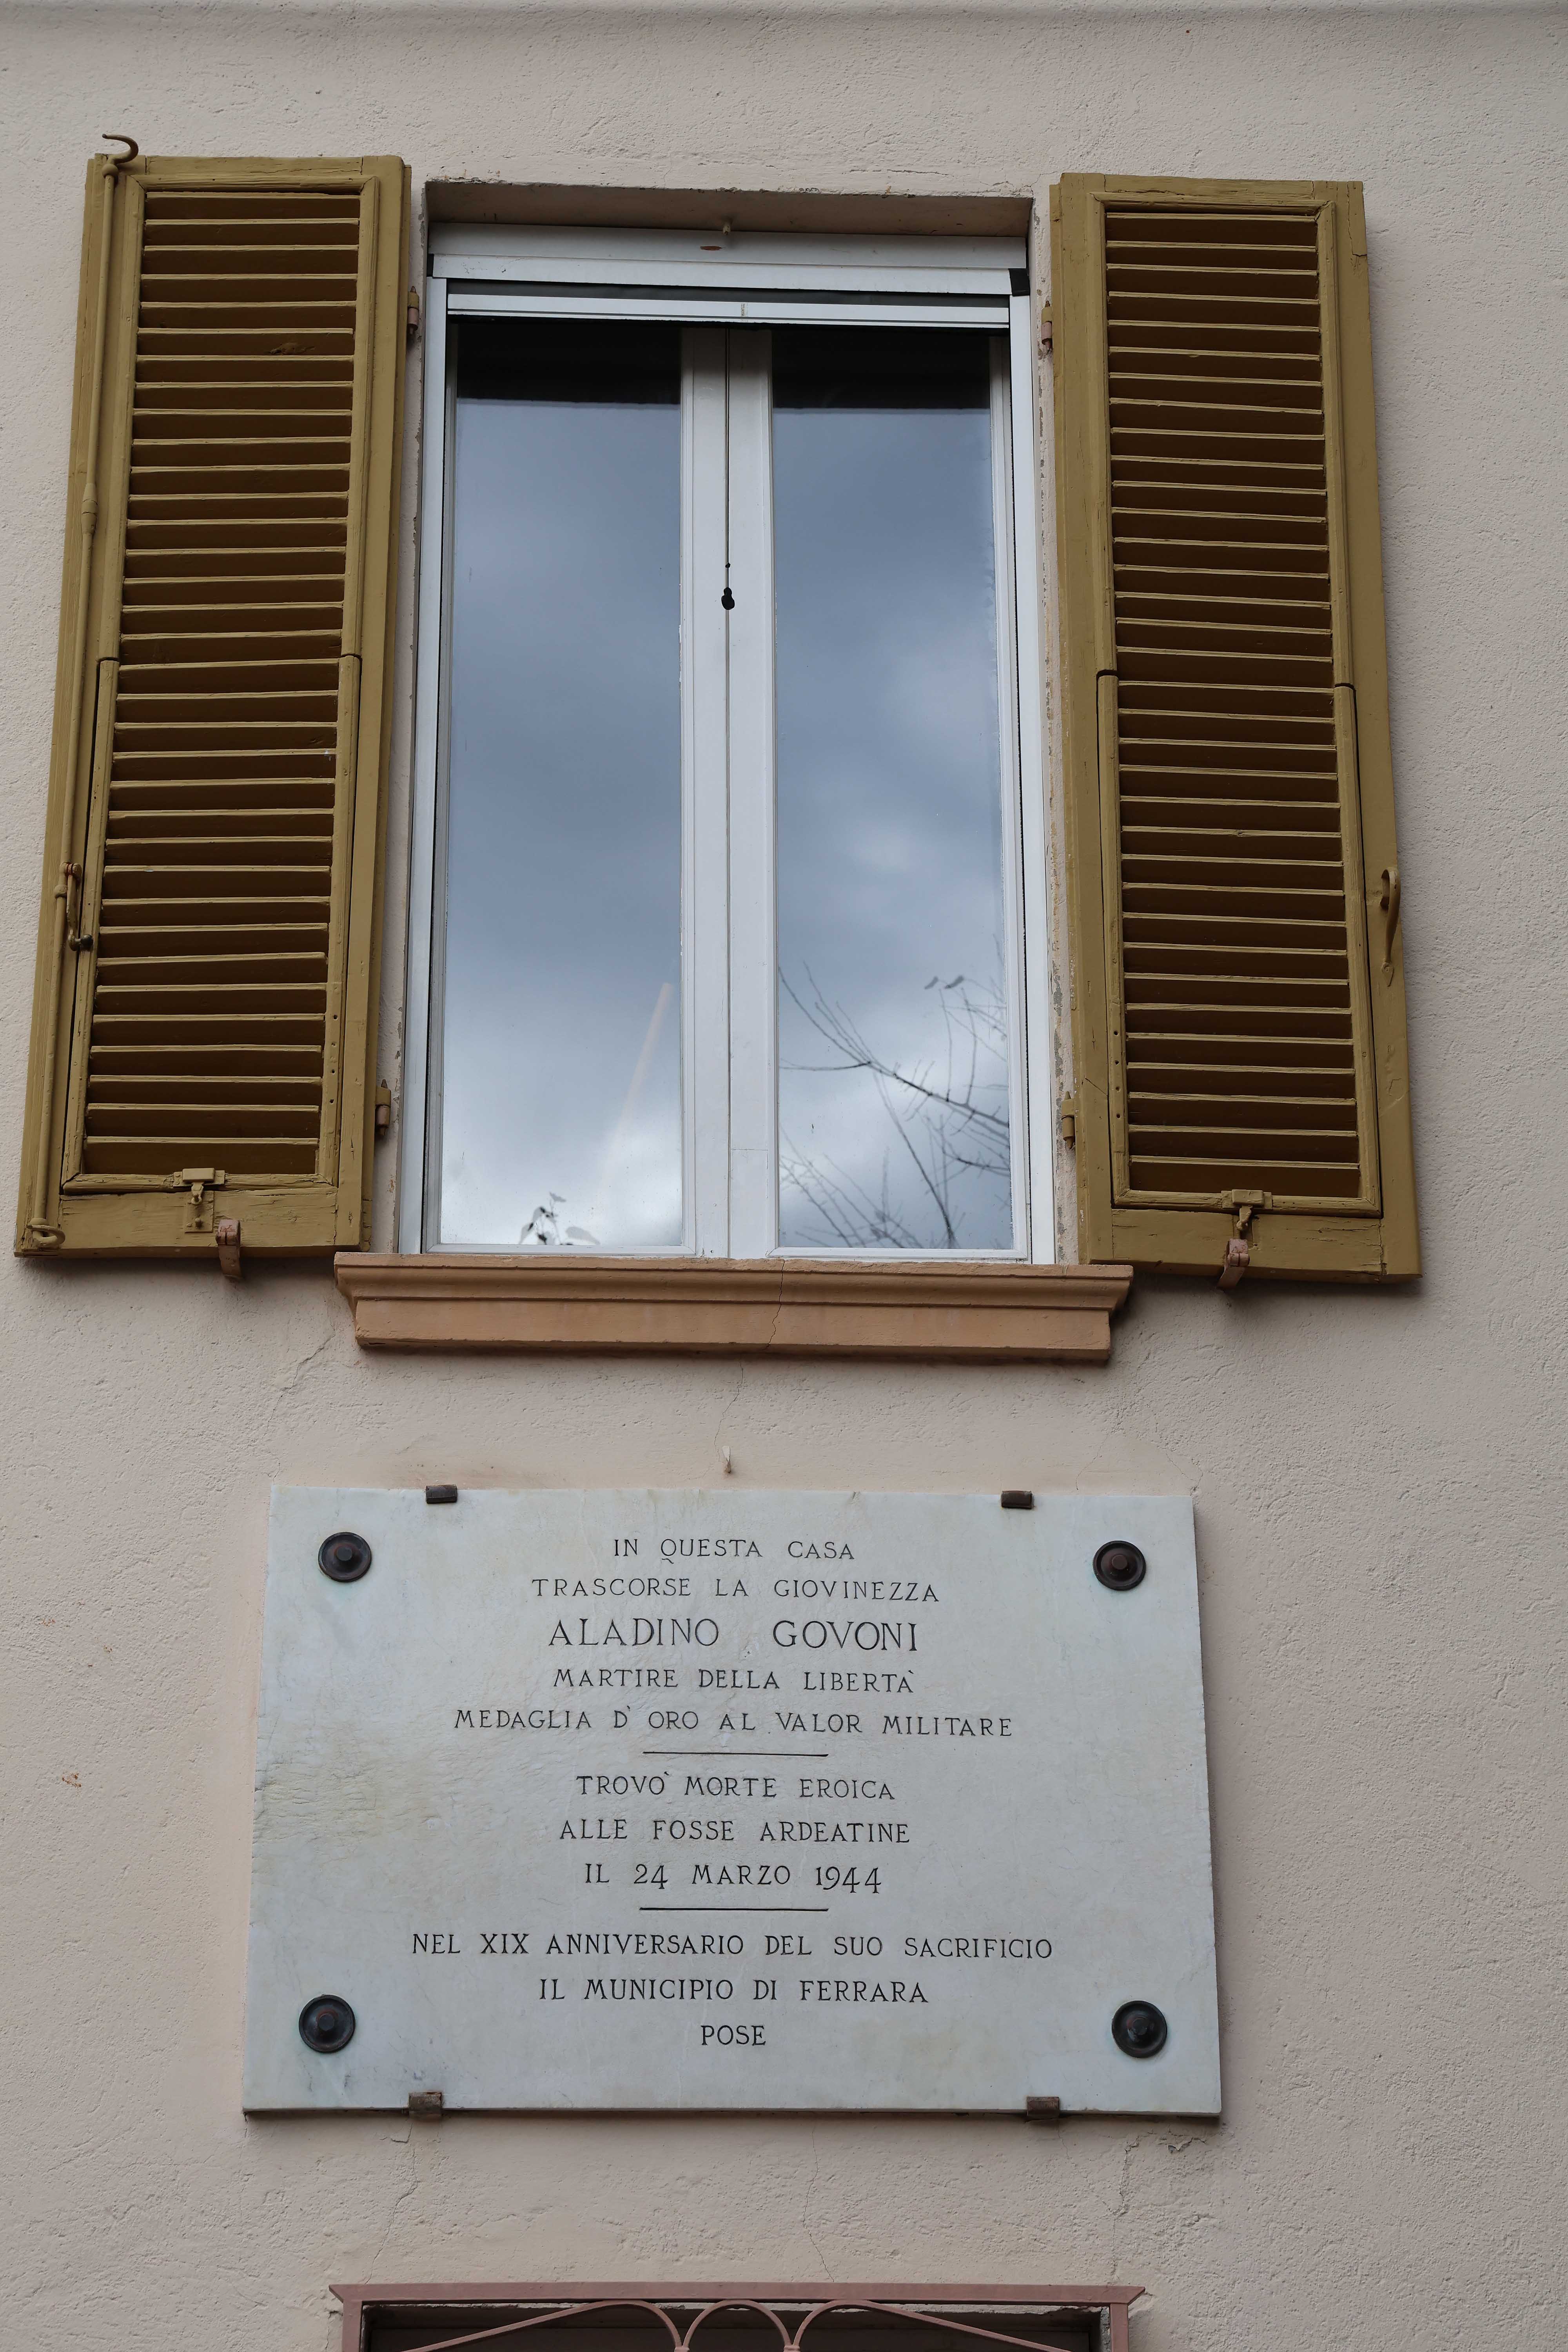 IN QUESTA CASA
TRASCORSE LA GIOVINEZZA
ALADINO GOVONI
MARTIRE DELLA LIBERTÀ
MEDAGLIA D'ORO AL VALOR MILITARE
TROVO' MORTE EROICA
ALLE FOSSE ARDEATINE
IL 24 MARZO 1944
NEL XIX ANNIVERSARIO DEL SUO SACRIFICIO
IL MUNICIPIO DI FERRARA
POSE